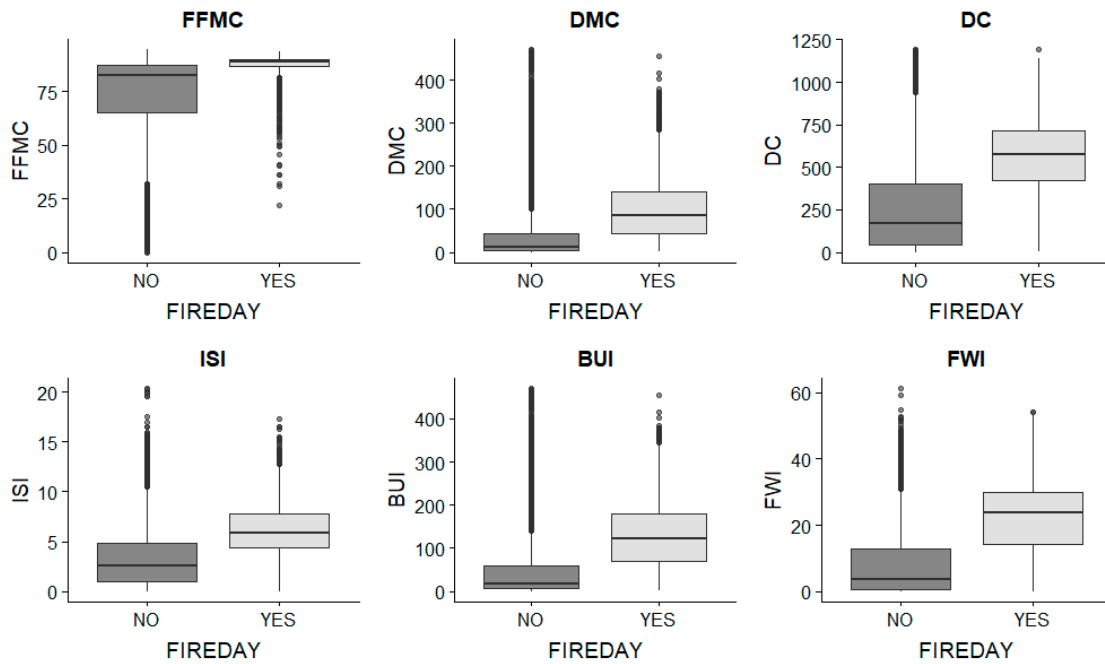 FFMC
FFMC
75
50
25
0
NO YES
FIREDAY
DMC
DMC
400
300
200
100
0
NO YES
FIREDAY
DC
DC
1250
1000
750
500
250
0
NO YES
FIREDAY
ISI
ISI
20
15
10
5
0
NO YES
FIREDAY
BUI
BUI
400
300
200
100
0
NO YES
FIREDAY
FWI
FWI
60
40
20
0
NO YES
FIREDAY